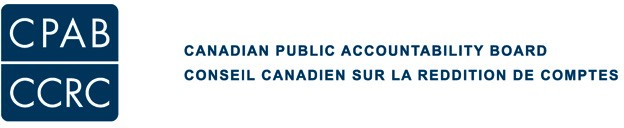 CPAB
CCRC
CANADIAN PUBLIC ACCOUNTABILITY BOARD
CONSEIL CANADIEN SUR LA REDDITION DE COMPTES